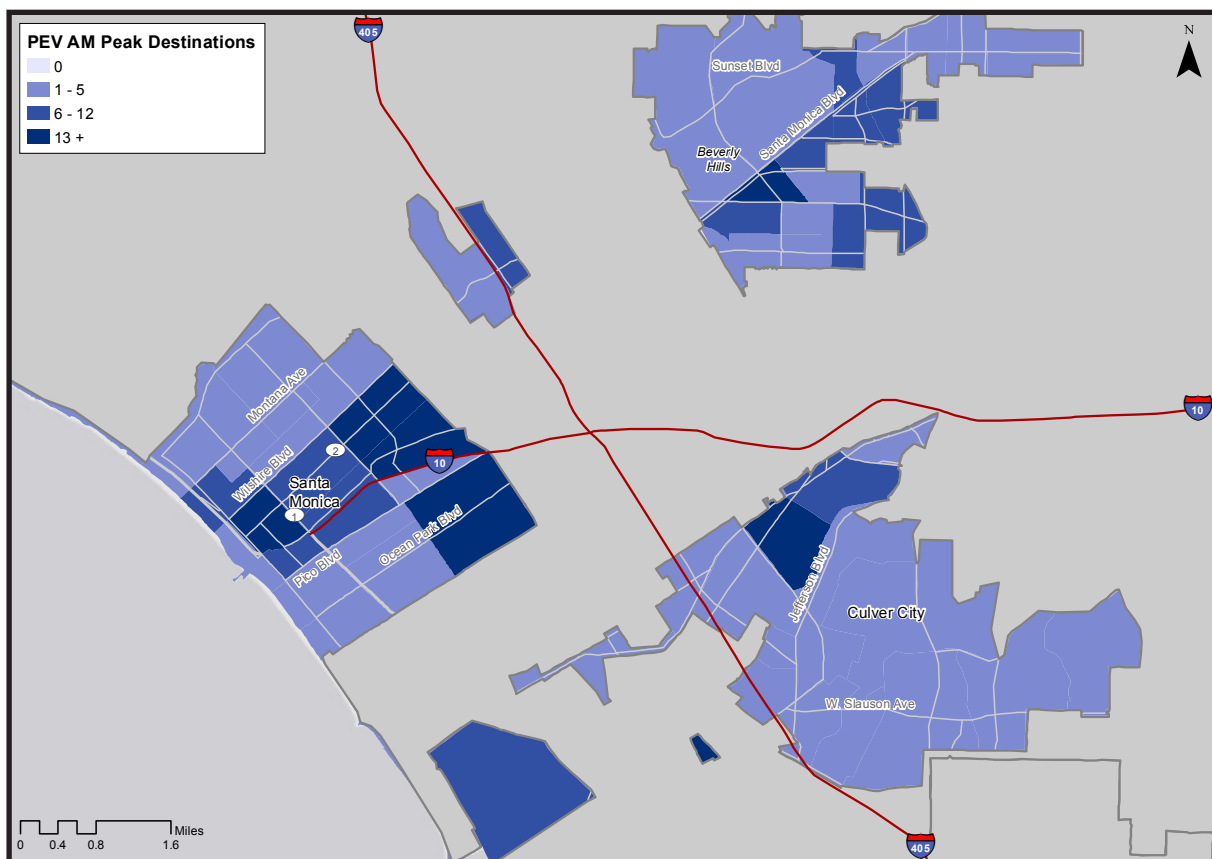 PEV AM Peak Destinations
0
1 - 5
6 - 12
13 +
405
N
Sunset Blvd
Santa Monica Blvd
Beverly
Hills
10
Montana Ave
Wilshire Blvd
2
10
Santa
Monica
1
Ocean Park Blvd
Pico Blvd
Jefferson Blvd
Culver City
W. Slauson Ave
Miles
0 0.4 0.8 1.6
405